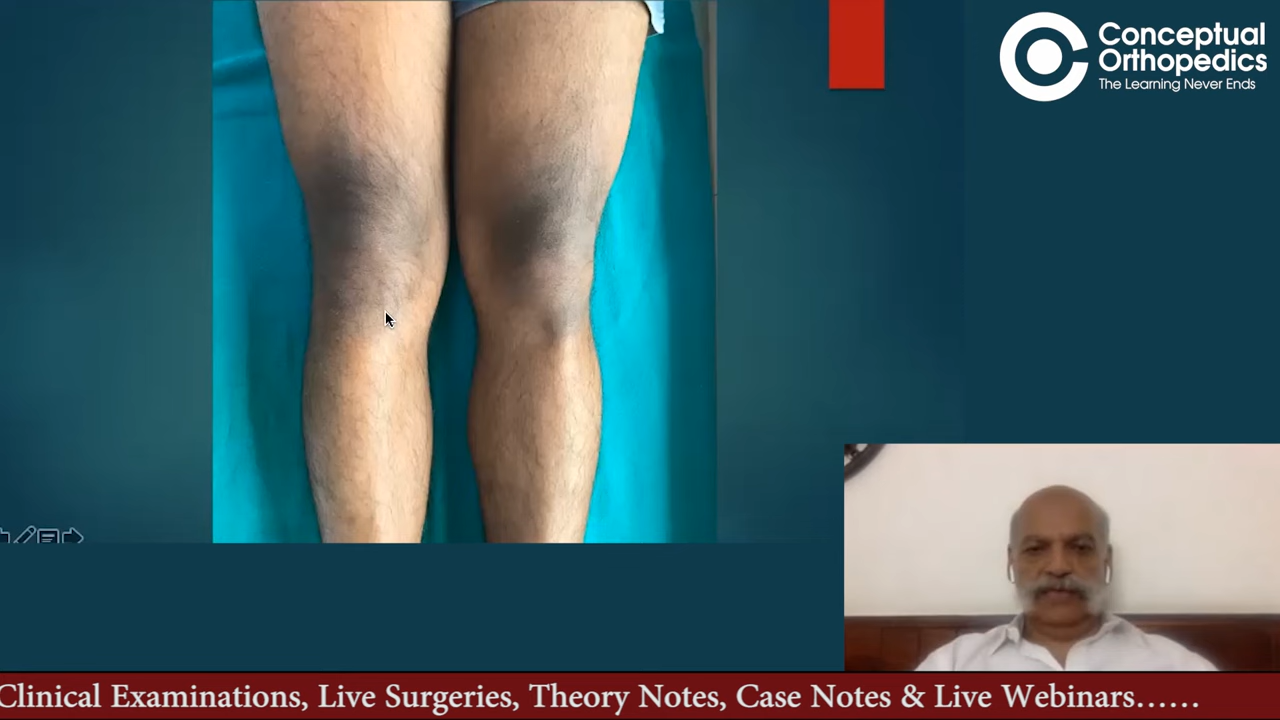 Conceptual
Orthopedics
The Learning Never Ends
Clinical Examinations, Live Surgeries, Theory Notes, Case Notes & Live Webinars......